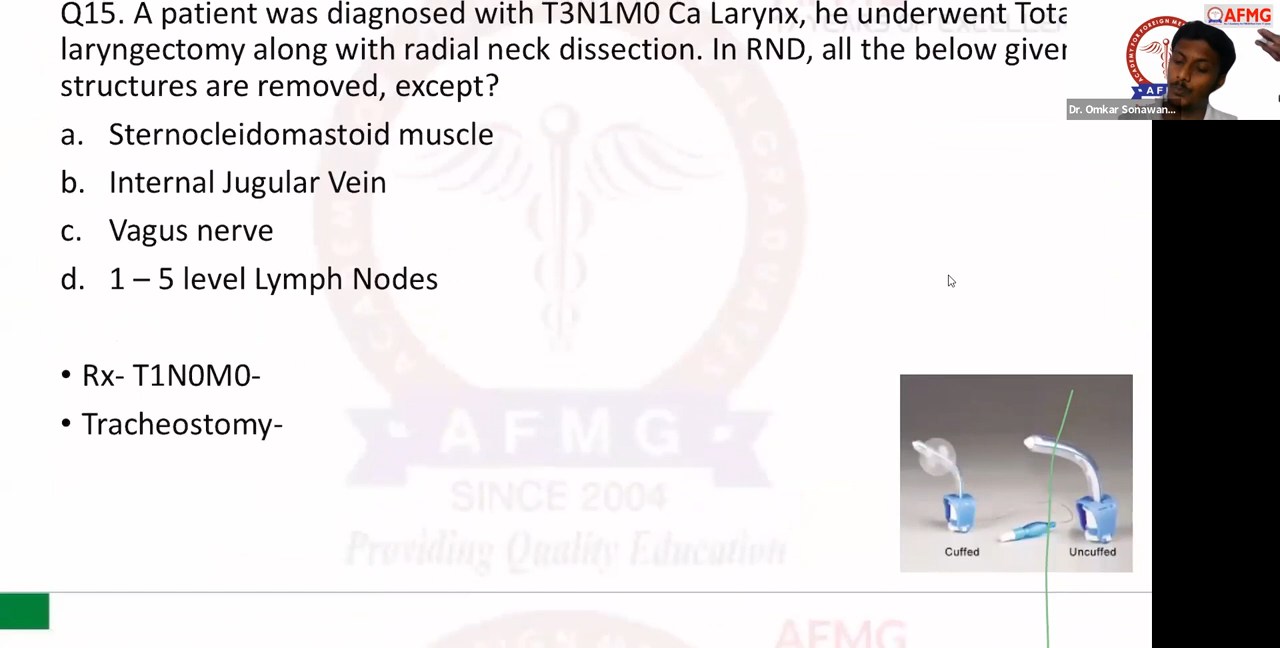 Q15. A patient was diagnosed with T3N1M0 Ca Larynx, he underwent Tota
laryngectomy along with radial neck dissection. In RND, all the below giver
structures are removed, except?
a. Sternocleidomastoid muscle
b. Internal Jugular Vein
c. Vagus nerve
d. 1 – 5 level Lymph Nodes
• Rx- T1N0M0-
• Tracheostomy-
Cuffed
Uncuffed
AFMG
Dr. Omkar Sonawan...
AFMG
SINCE 2004
Providing Quality Education
AFMG